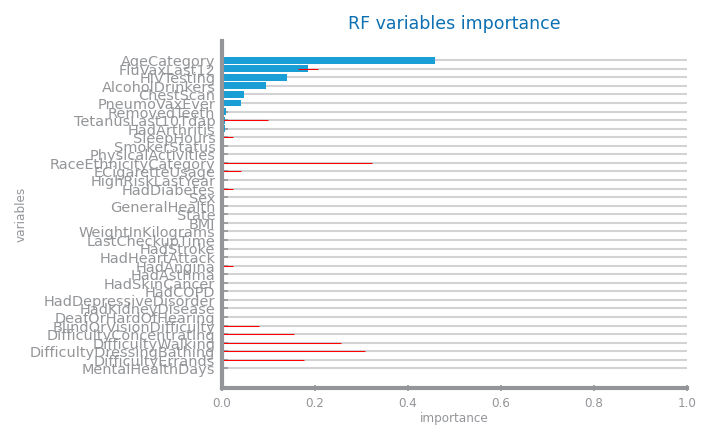 RF variables importance
AgeCategory
FluVaxLast12
HIVTesting
AlcoholDrinkers
ChestScan
PneumoVaxEver
RemovedTeeth
TetanusLast10Tdap
HadArthritis
SleepHours
SmokerStatus
PhysicalActivities
RaceEthnicityCategory
ECigaretteUsage
HighRiskLastYear
HadDiabetes
Sex
GeneralHealth
State
BMI
WeightInKilograms
LastCheckupTime
HadStroke
HadHeartAttack
HadAngina
HadAsthma
HadSkinCancer
HadCOPD
HadDepressiveDisorder
HadKidneyDisease
DeafOrHardOfHearing
BlindOrVisionDifficulty
DifficultyConcentrating
DifficultyWalking
DifficultyDressingBathing
DifficultyErrands
MentalHealthDays
variables
0.0 0.2 0.4 0.6 0.8 1.0
importance